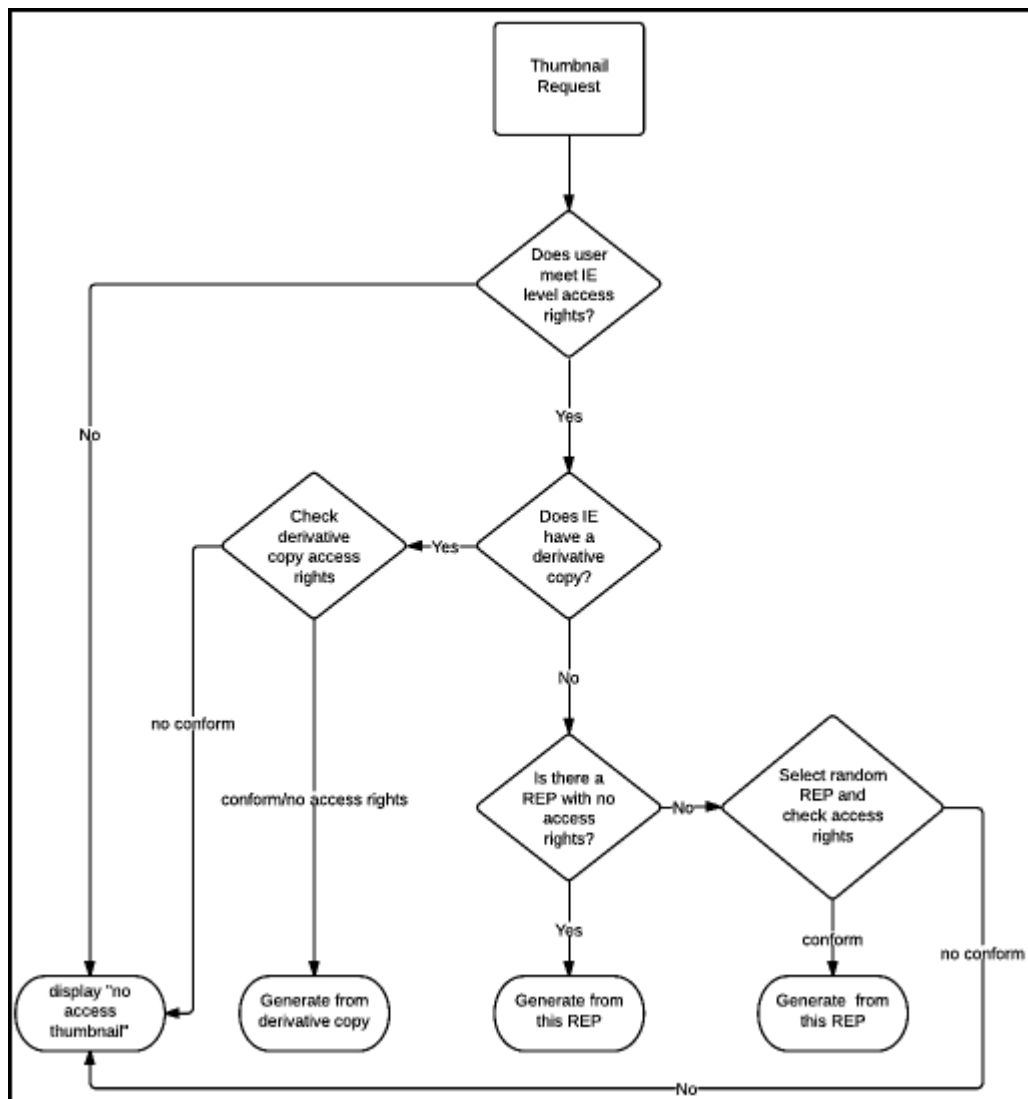 Thumbnail
Request
Does user
meet IE
level access
rights?
No
Yes
Check
derivative
copy access
rights
Yes
Does IE
have a
derivative
copy?
No
no conform
conform/no access rights
Is there a
REP with no
access
rights?
No
Select random
REP and
check access
rights
Yes
conform
no conform
display "no
access
thumbnail"
Generate from
derivative copy
Generate from
this REP
Generate from
this REP
No